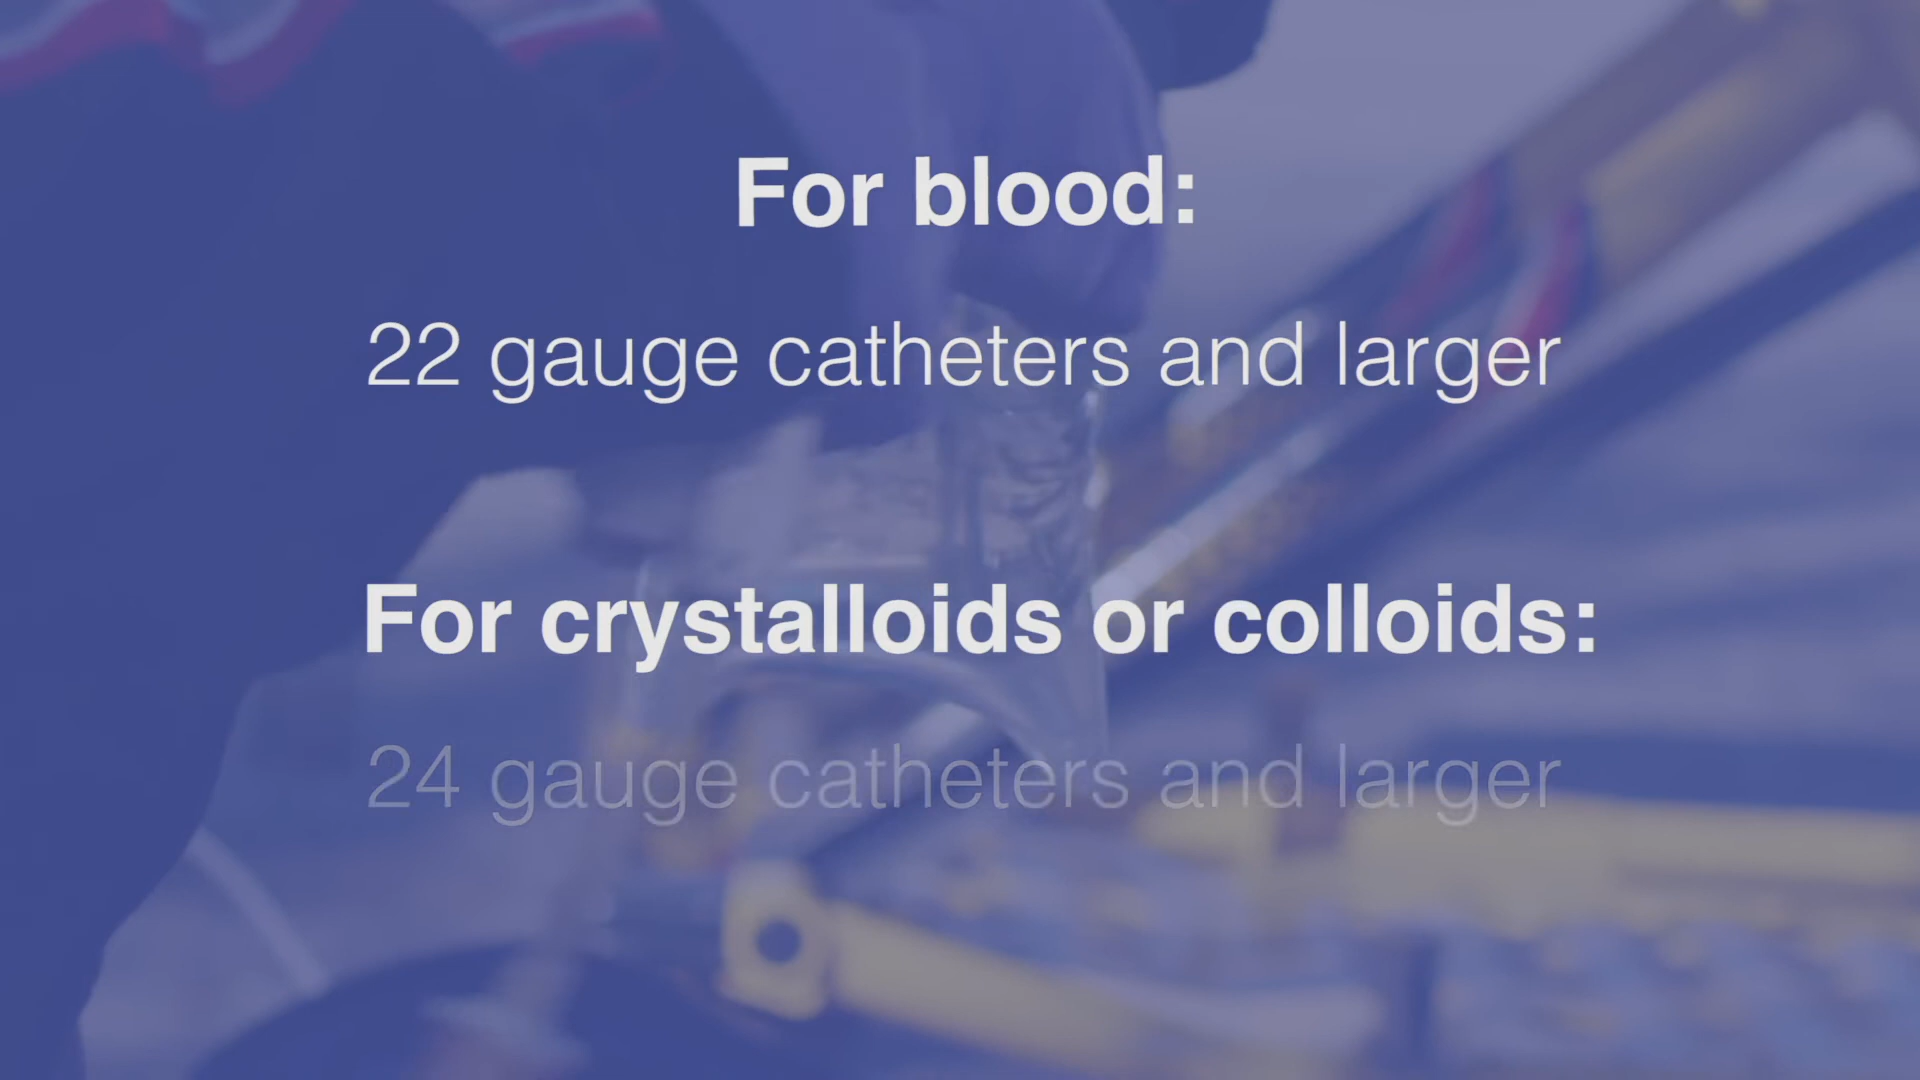 For blood:
22 gauge catheters and larger
For crystalloids or colloids:
24 gauge catheters and larger